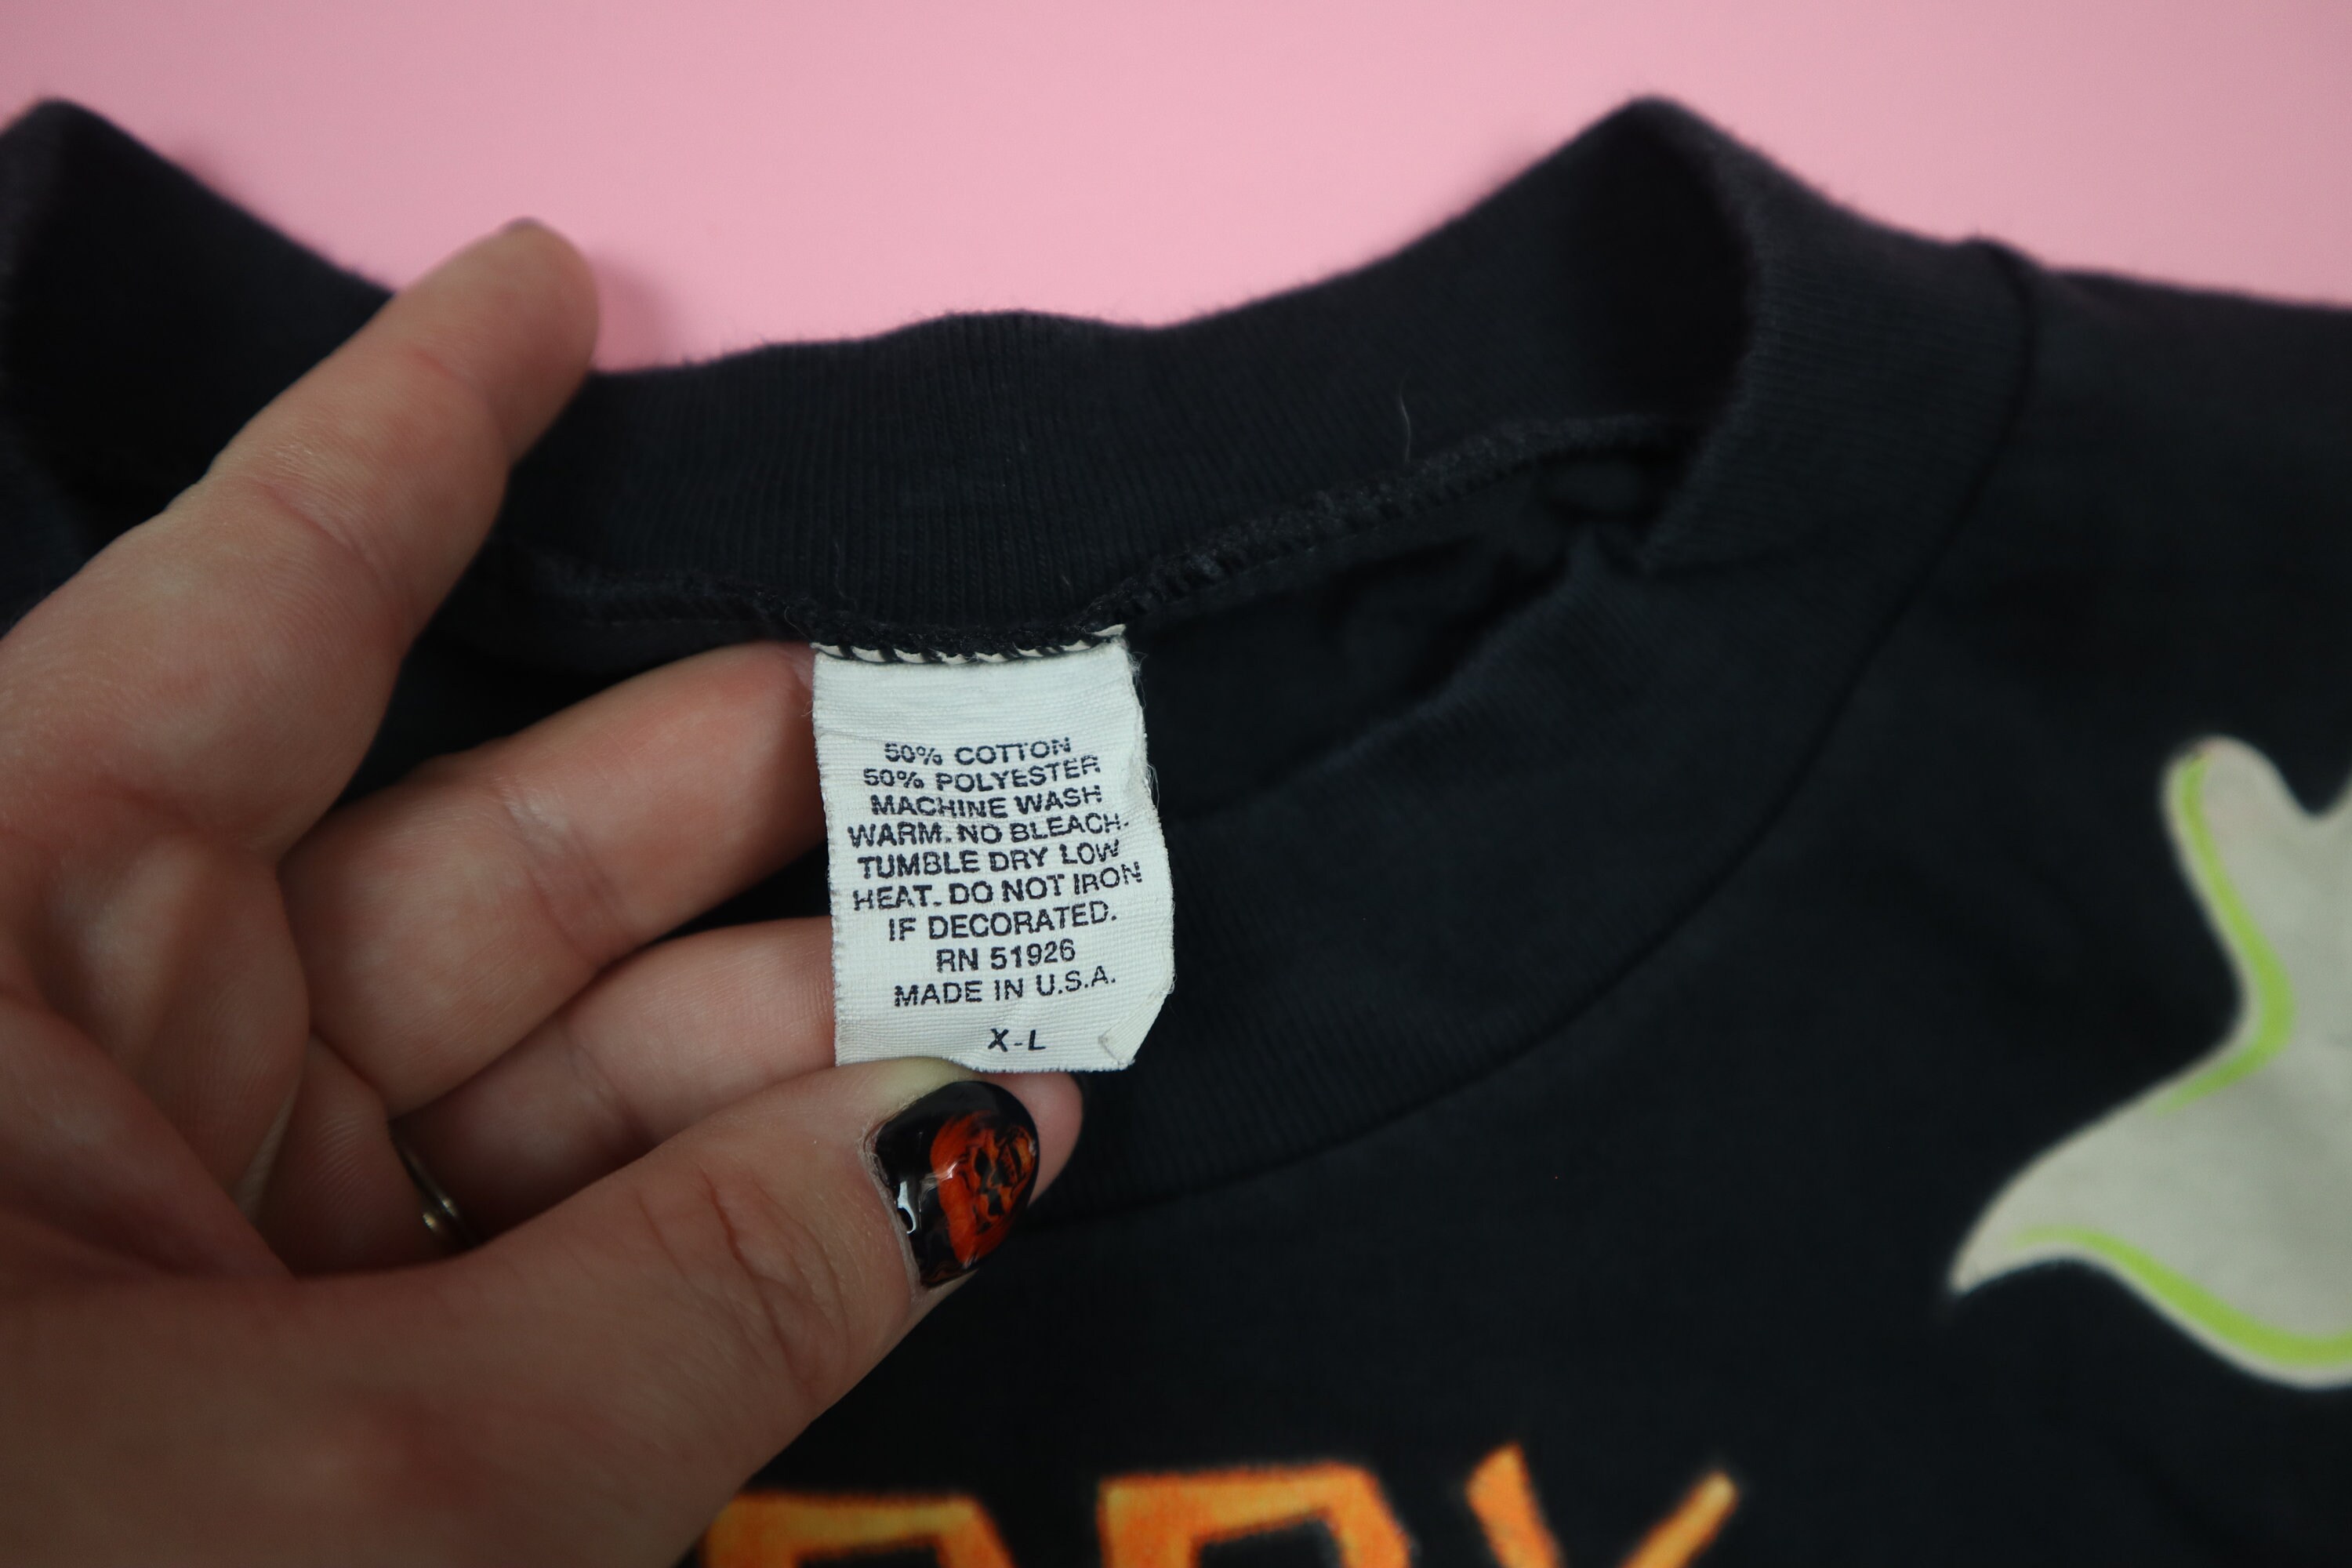 50% COTTON
50% POLYESTER
MACHINE WASH
WARM. NO BLEACH.
TUMBLE DRY LOW
HEAT. DO NOT IRON
IF DECORATED.
RN 51926
MADE IN U.S.A.
X-L